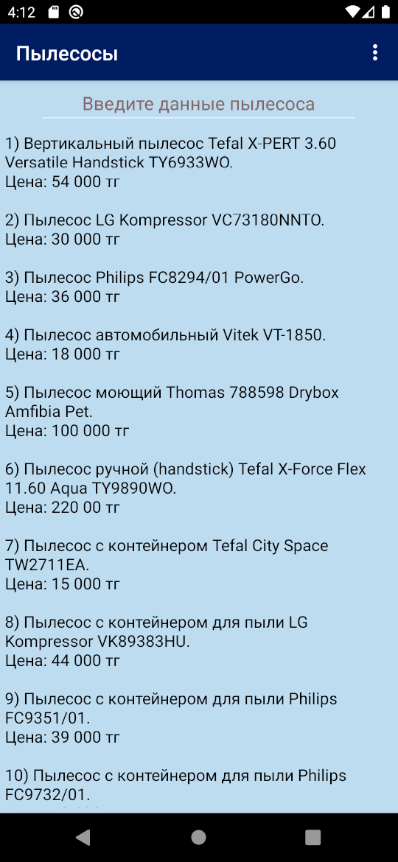 4:12
Пылесосы
Введите данные пылесоса
1) Вертикальный пылесос Tefal X-PERT 3.60
Versatile Handstick TY6933WO.
Цена: 54 000 тг
2) Пылесос LG Kompressor VC73180NNTO.
Цена: 30 000 тг
3) Пылесос Philips FC8294/01 PowerGo.
Цена: 36 000 тг
4) Пылесос автомобильный Vitek VT-1850.
Цена: 18 000 тг
5) Пылесос моющий Thomas 788598 Drybox
Amfibia Pet.
Цена: 100 000 тг
6) Пылесос ручной (handstick) Tefal X-Force Flex
11.60 Aqua TY9890WO.
Цена: 220 00 тг
7) Пылесос с контейнером Tefal City Space
TW2711EA.
Цена: 15 000 тг
8) Пылесос с контейнером для пыли LG
Kompressor VK89383HU.
Цена: 44 000 тг
9) Пылесос с контейнером для пыли Philips
FC9351/01.
Цена: 39 000 тг
10) Пылесос с контейнером для пыли Philips
FC9732/01.